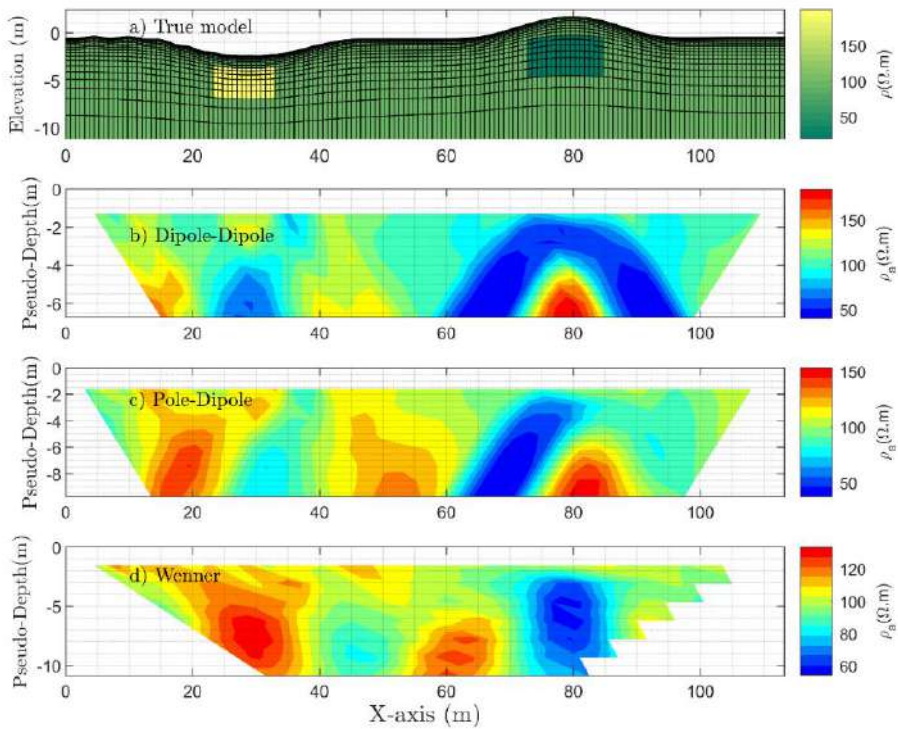 a) True model
Elevation (m)
0
-5
-10
0 20 40 60 80 100
150
100
50
ρ(Ω.m)
b) Dipole-Dipole
Pseudo-Depth(m)
0
-2
-4
-6
0 20 40 60 80 100
150
100
50
ρa(Ω.m)
c) Pole-Dipole
Pseudo-Depth(m)
0
-2
-4
-6
-8
0 20 40 60 80 100
150
100
50
ρa(Ω.m)
d) Wenner
Pseudo-Depth(m)
0
-5
-10
0 20 40 60 80 100
120
100
80
60
ρa(Ω.m)
X-axis (m)